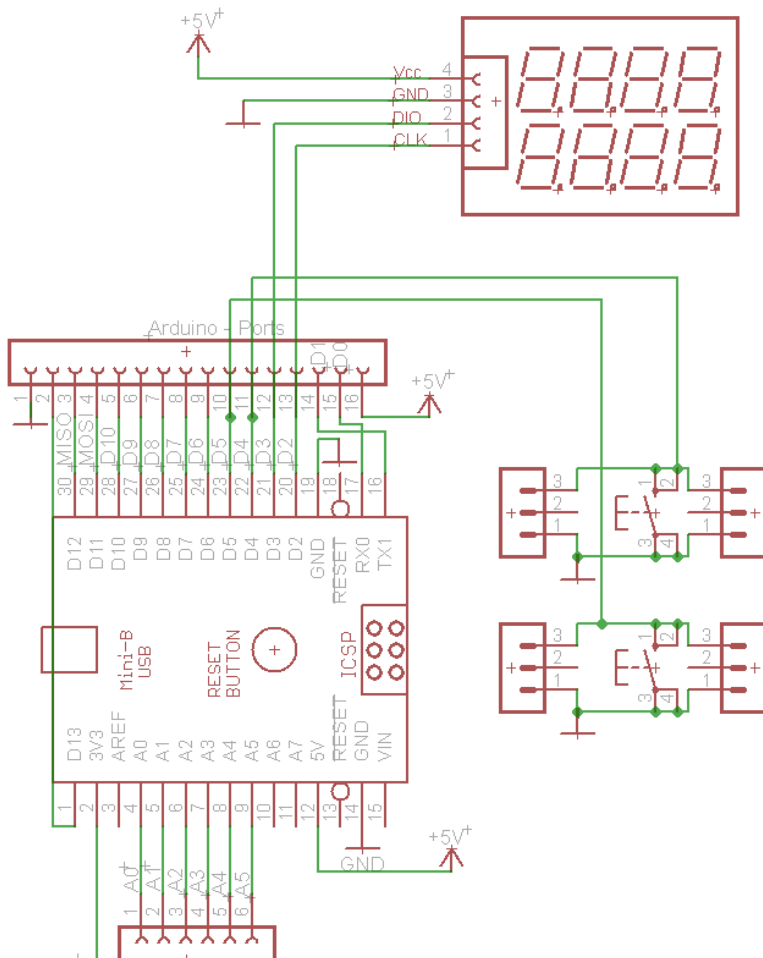 +5V
Vcc 4
GND 3
DIO 2
CLK 1
Arduino - Ports
D1
D0
+5V
1 2 3 4 5 6 7 8 9 10 11 12 13 14 15 16
MISO MOSI D10 D9 D8 D7 D6 D5 D4 D3 D2
30 29 28 27 26 25 24 23 22 21 20 19 18 17 16
D12 D11 D10 D9 D8 D7 D6 D5 D4 D3 D2 GND RESET RX0 TX1
3 1 2 3
2 2
1 3 4 1
Mini-B
USB
RESET
BUTTON
ICSP
3 1 2 3
2 2
1 3 4 1
D13 3V3 AREF A0 A1 A2 A3 A4 A5 A6 A7 5V RESET GND VIN
1 2 3 4 5 6 7 8 9 10 11 12 13 14 15
+5V
GND
A0 A1 A2 A3 A4 A5
1 2 3 4 5 6